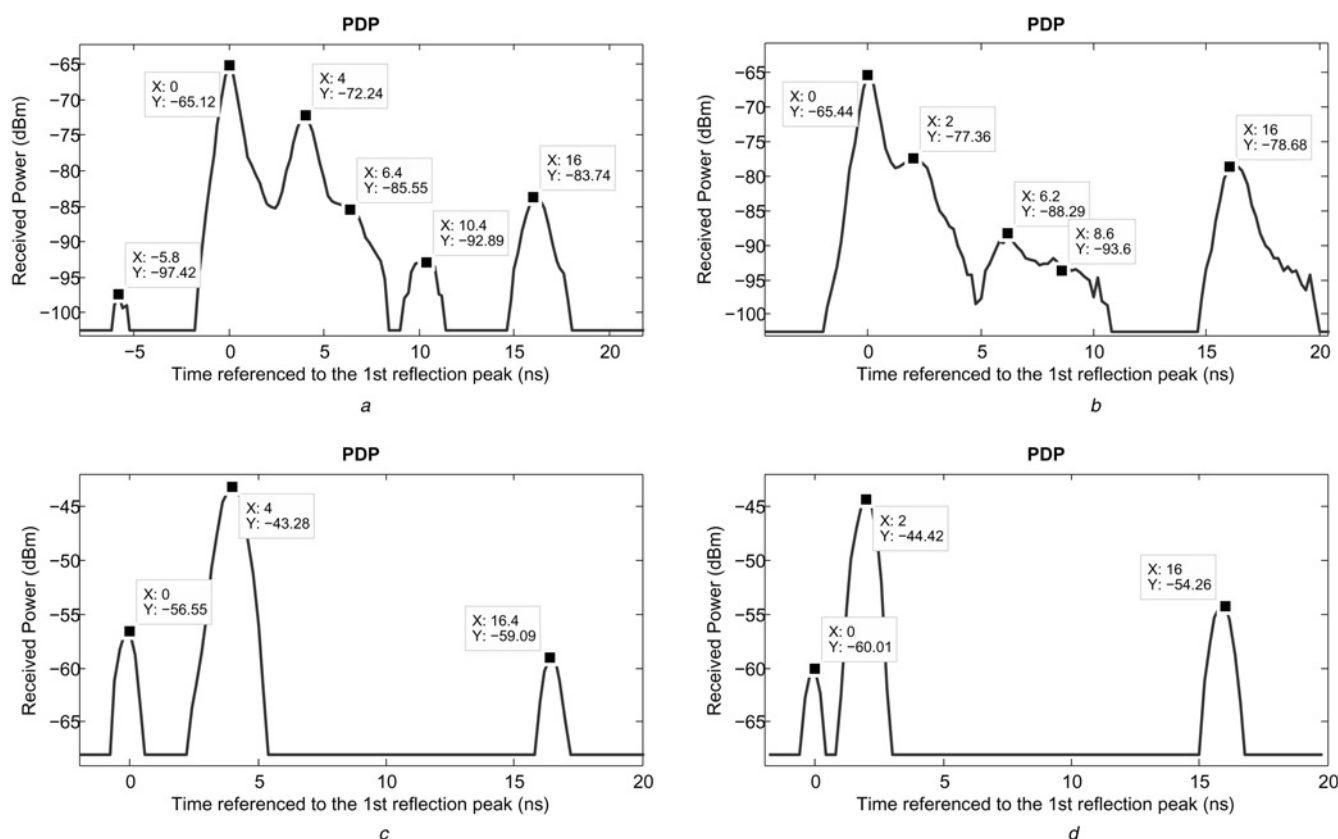 PDP
Received Power (dBm)
−65
−70
−75
−80
−85
−90
−95
−100
X: 0
Y: −65.12
X: 4
Y: −72.24
X: 6.4
Y: −85.55
X: 16
Y: −83.74
X: 10.4
Y: −92.89
X: −5.8
Y: −97.42
−5
0
5
10
15
20
Time referenced to the 1st reflection peak (ns)
a
PDP
Received Power (dBm)
−65
−70
−75
−80
−85
−90
−95
−100
X: 0
Y: −65.44
X: 2
Y: −77.36
X: 16
Y: −78.68
X: 6.2
Y: −88.29
X: 8.6
Y: −93.6
0
5
10
15
20
Time referenced to the 1st reflection peak (ns)
b
PDP
Received Power (dBm)
−45
−50
−55
−60
−65
X: 4
Y: −43.28
X: 0
Y: −56.55
X: 16.4
Y: −59.09
0
5
10
15
20
Time referenced to the 1st reflection peak (ns)
c
PDP
Received Power (dBm)
−45
−50
−55
−60
−65
X: 2
Y: −44.42
X: 16
Y: −54.26
X: 0
Y: −60.01
0
5
10
15
20
Time referenced to the 1st reflection peak (ns)
d